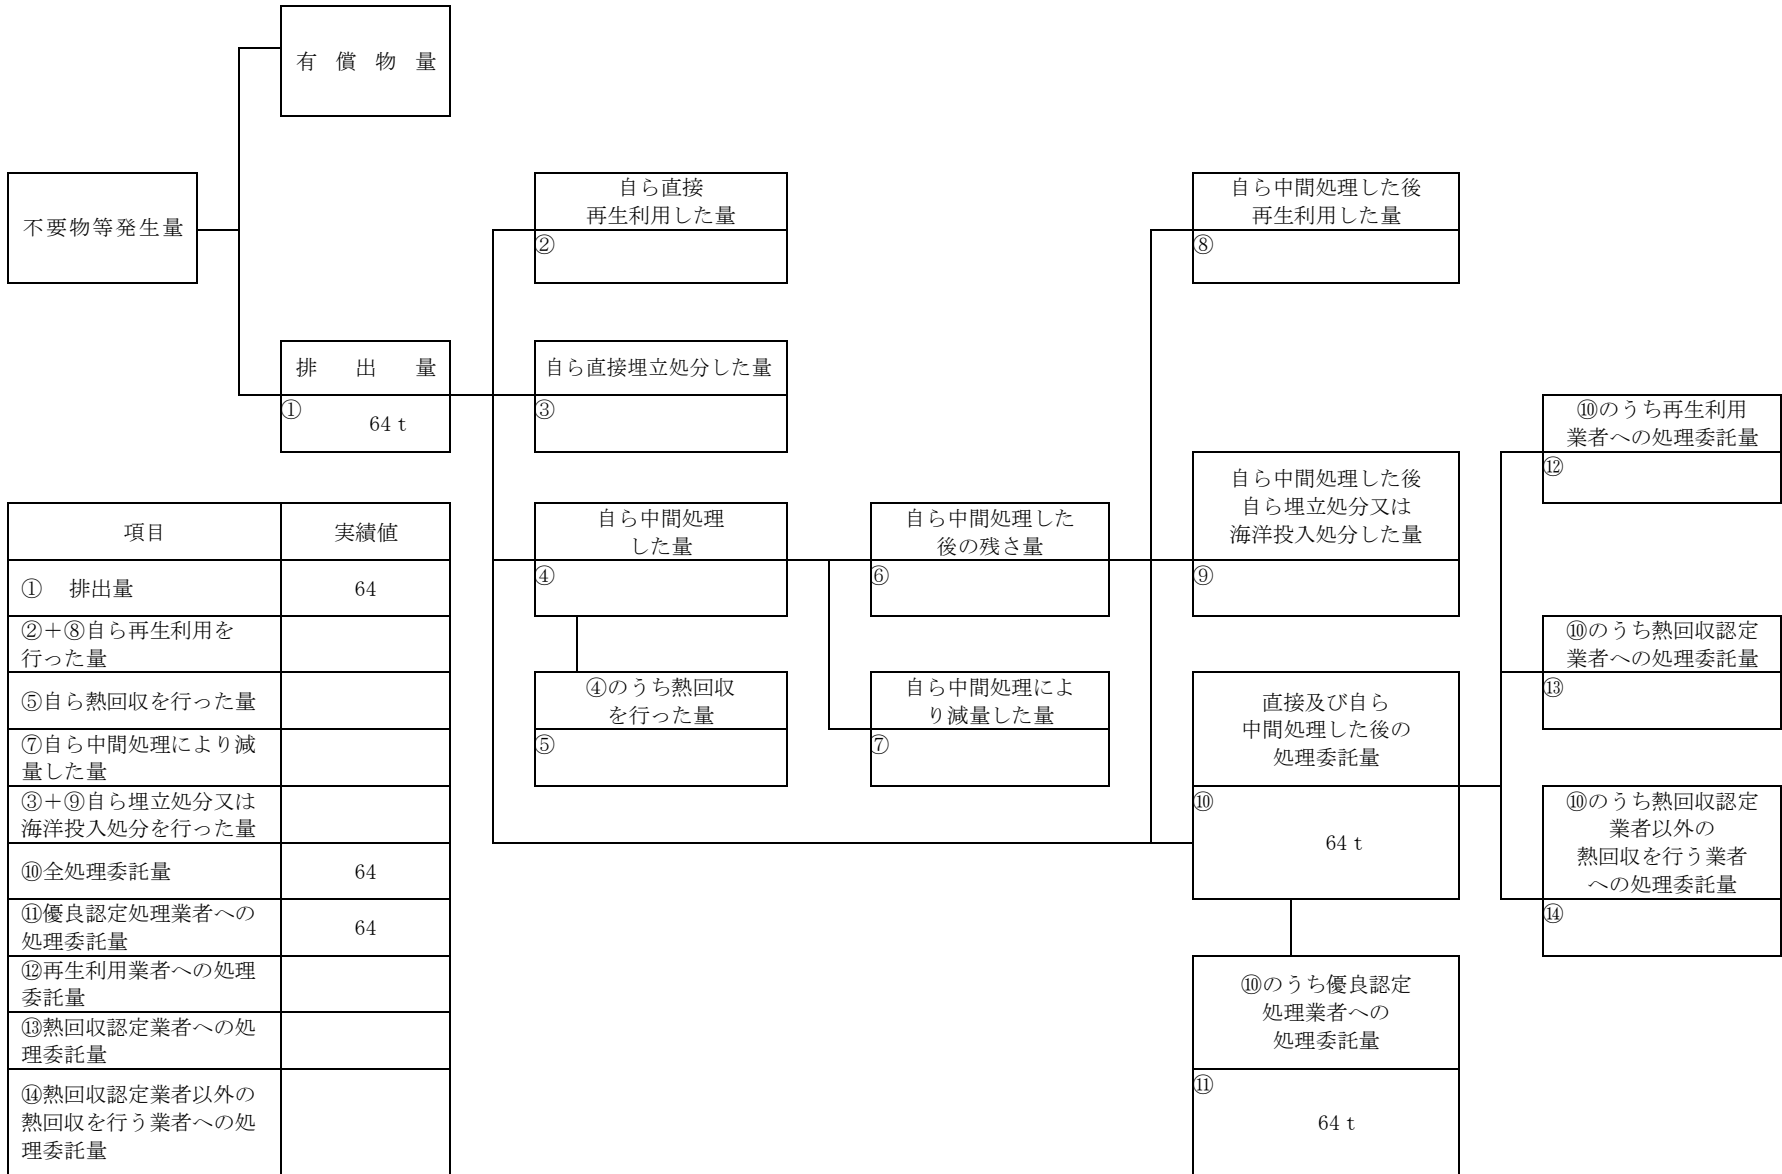 有 償 物 量
不要物等発生量
自ら直接
再生利用した量
②
自ら中間処理した後
再生利用した量
⑧
排 出 量
①
64 t
自ら直接埋立処分した量
③
⑩のうち再生利用
業者への処理委託量
⑫
自ら中間処理した後
自ら埋立処分又は
海洋投入処分した量
⑨
自ら中間処理
した量
④
自ら中間処理した
後の残さ量
⑥
⑩のうち熱回収認定
業者への処理委託量
⑬
④のうち熱回収
を行った量
⑤
自ら中間処理によ
り減量した量
⑦
直接及び自ら
中間処理した後の
処理委託量
⑩
64 t
⑩のうち熱回収認定
業者以外の
熱回収を行う業者
への処理委託量
⑭
⑩のうち優良認定
処理業者への
処理委託量
⑪
64 t
項目 実績値
① 排出量 64
②+⑧自ら再生利用を
行った量
⑤自ら熱回収を行った量
⑦自ら中間処理により減
量した量
③+⑨自ら埋立処分又は
海洋投入処分を行った量
⑩全処理委託量 64
⑪優良認定処理業者への
処理委託量 64
⑫再生利用業者への処理
委託量
⑬熱回収認定業者への処
理委託量
⑭熱回収認定業者以外の
熱回収を行う業者への処
理委託量